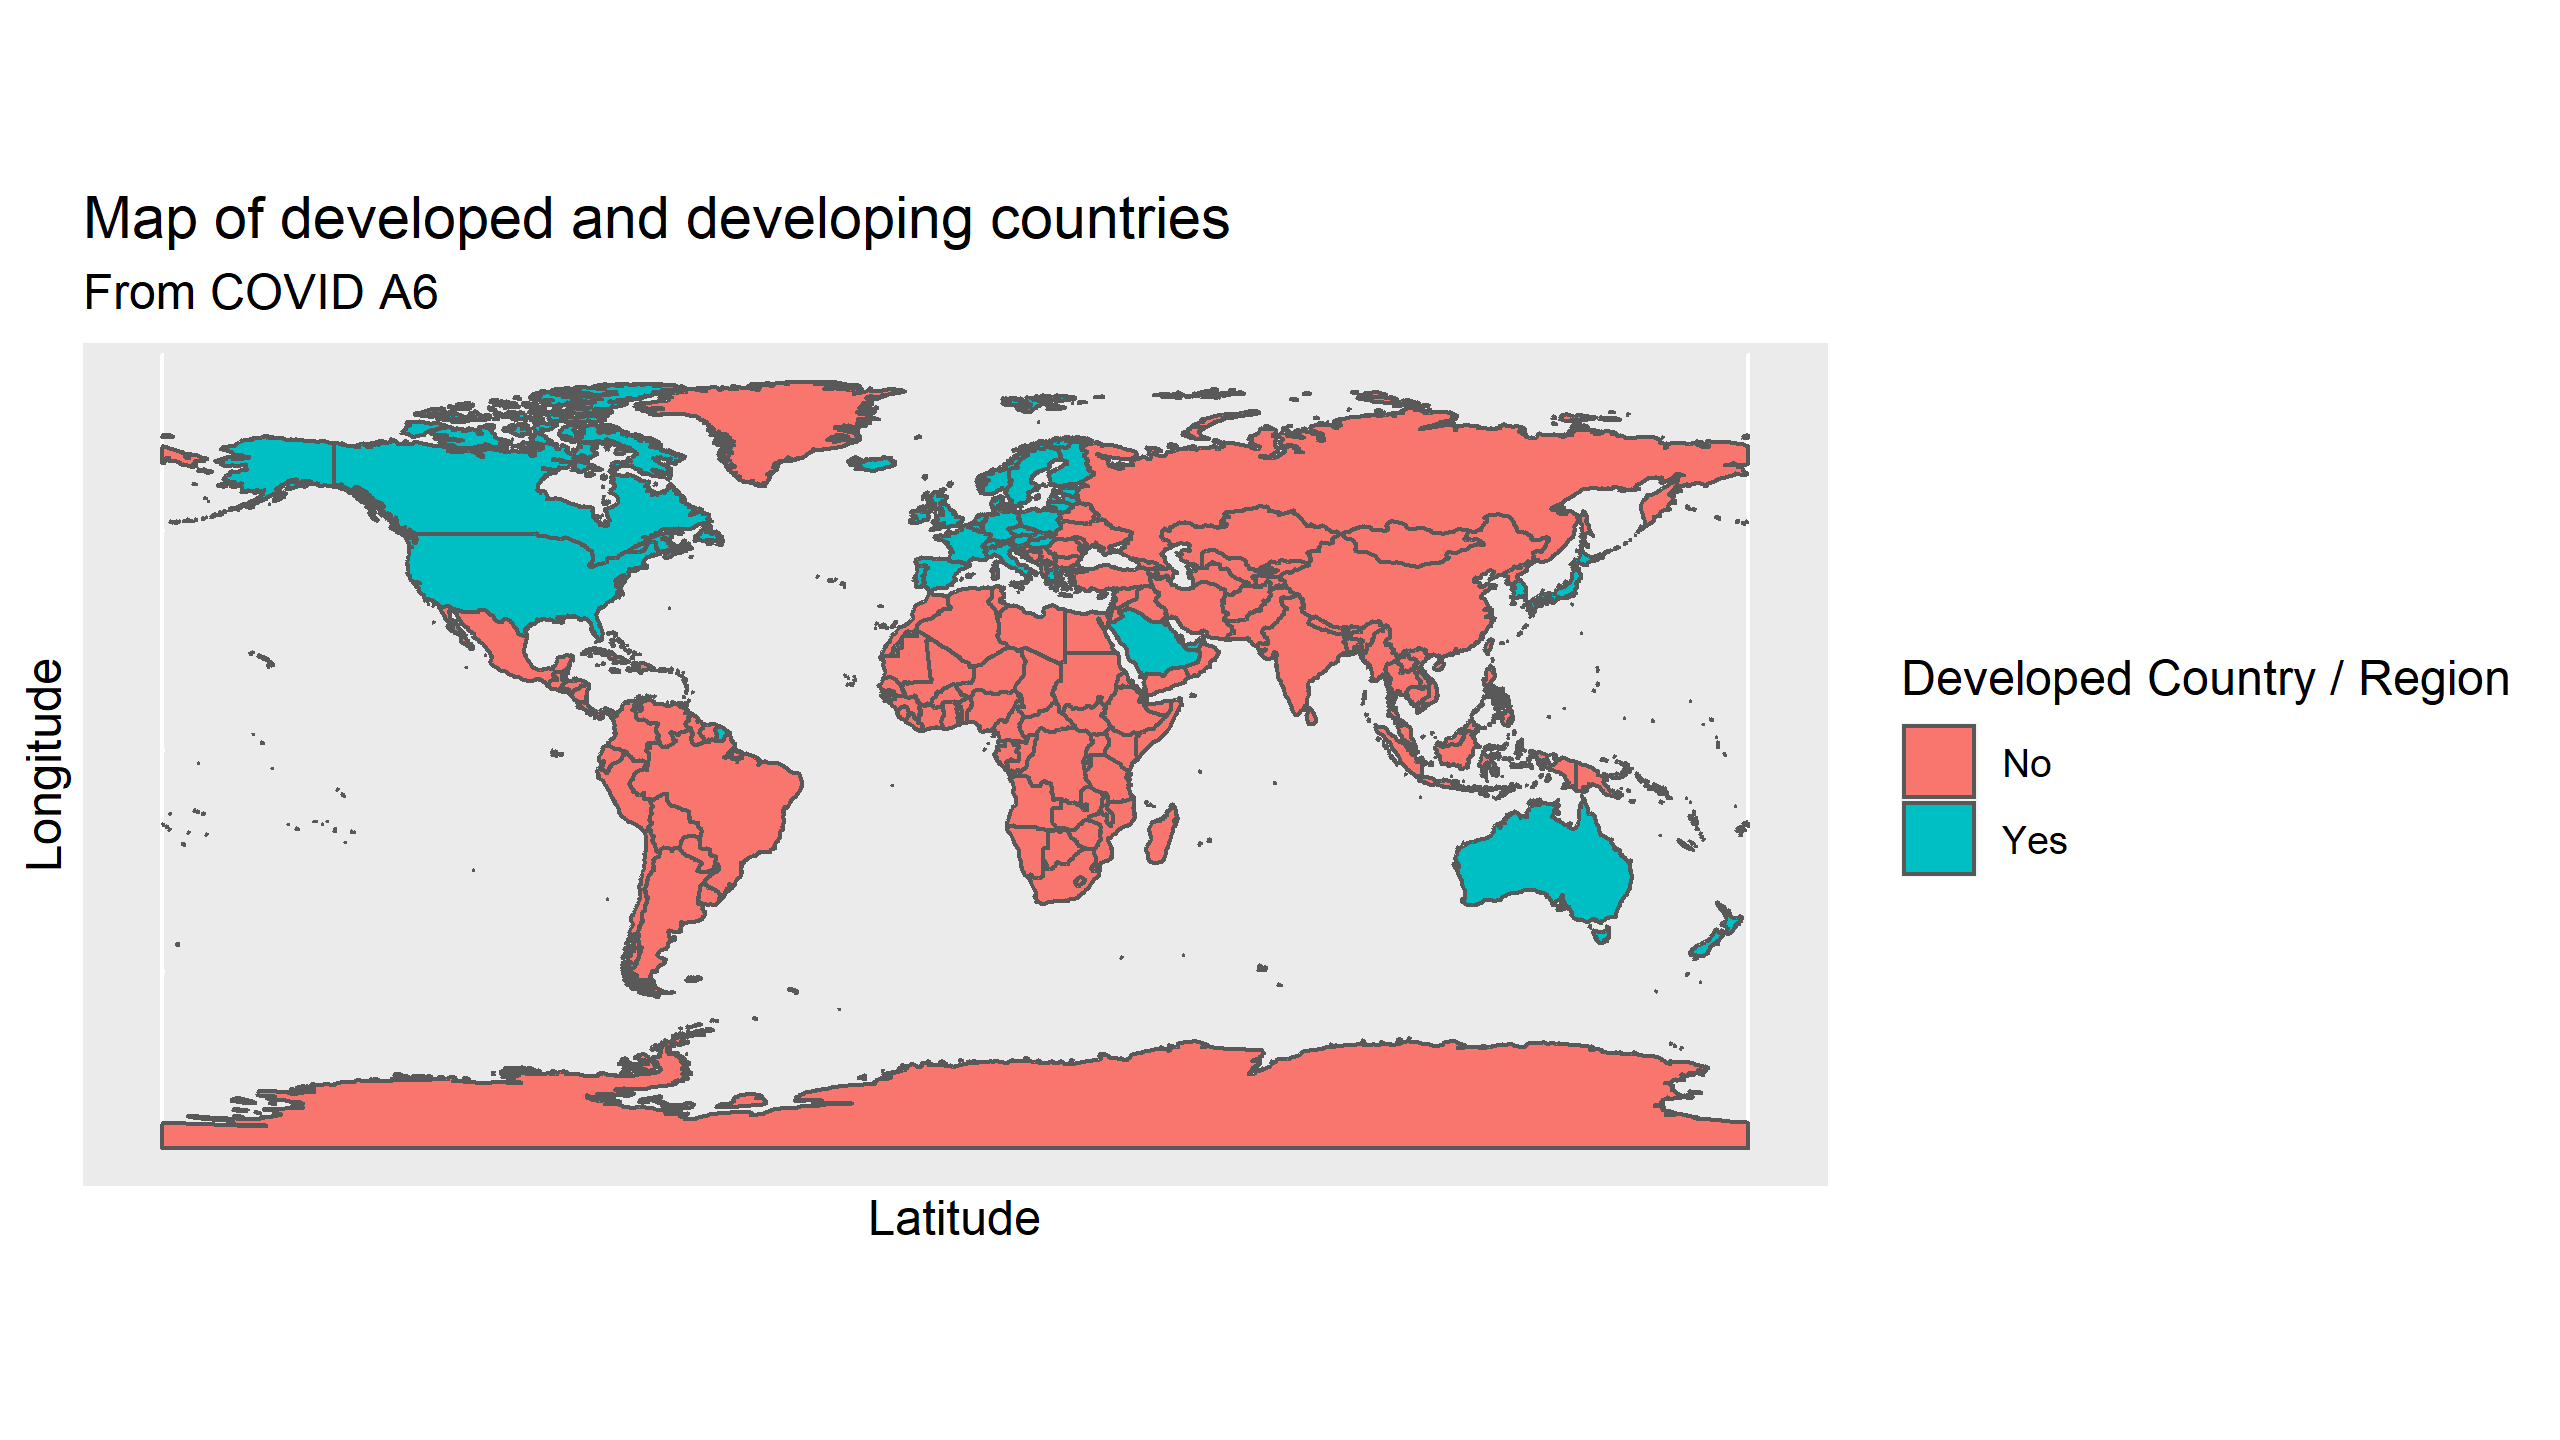 Map of developed and developing countries
From COVID A6
Longitude
Latitude
Developed Country / Region
No
Yes